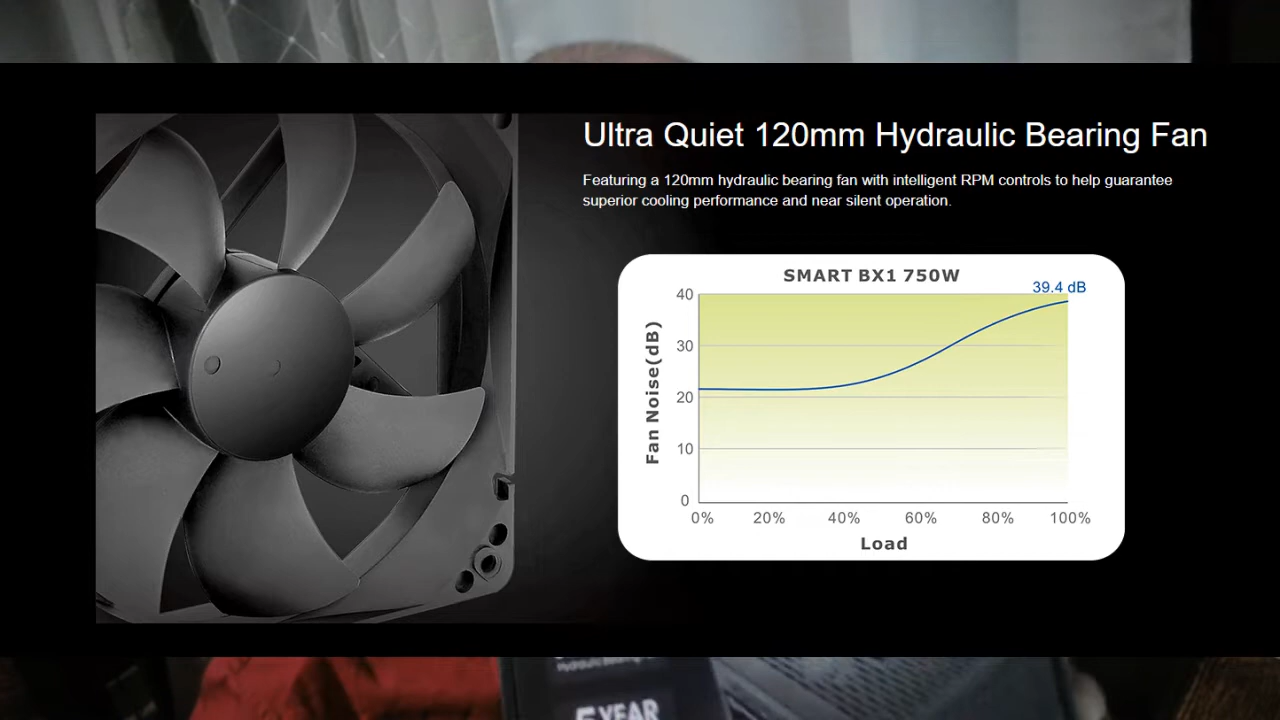 Ultra Quiet 120mm Hydraulic Bearing Fan
Featuring a 120mm hydraulic bearing fan with intelligent RPM controls to help guarantee
superior cooling performance and near silent operation.
SMART BX1 750W
39.4 dB
40
30
20
10
0
Fan Noise(dB)
0% 20% 40% 60% 80% 100%
Load
5 YEAR